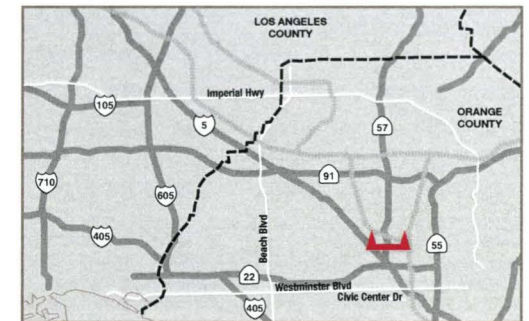 LOS ANGELES
COUNTY
Imperial Hwy
105
5
57
ORANGE
COUNTY
91
710
605
405
Beach Blvd
55
22
Westminster Blvd
Civic Center Dr
405